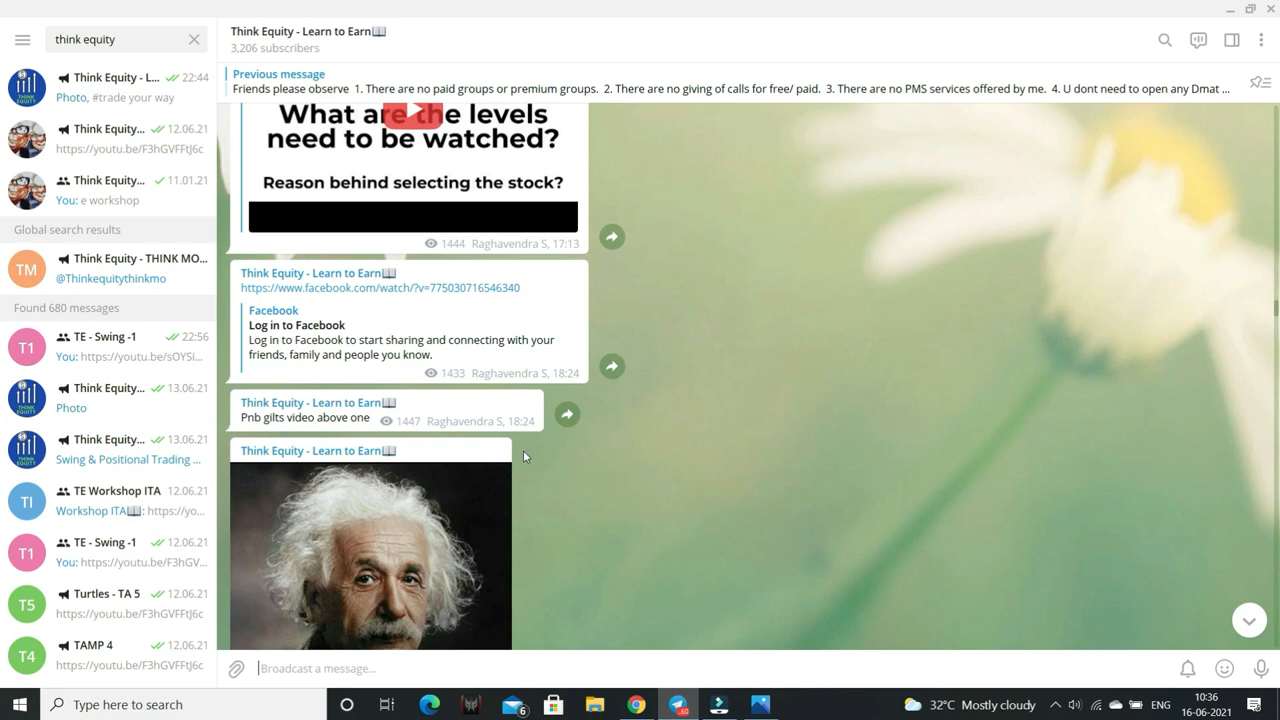 think equity
Think Equity - L... 22:44
Photo, #trade your way
Think Equity... 12.06.21
https://youtu.be/F3hGVFFtJ6c
Think Equity... 11.01.21
You: e workshop
Global search results
TM
Think Equity - THINK MO...
@Thinkequitythinkmo
Found 680 messages
T1
TE - Swing -1 22:56
You: https://youtu.be/sOYSi...
Think Equity... 13.06.21
Photo
Think Equity... 13.06.21
Swing & Positional Trading ...
TI
TE Workshop ITA 12.06.21
Workshop ITA: https://yo...
T1
TE - Swing -1 12.06.21
You: https://youtu.be/F3hGV...
T5
Turtles - TA 5 12.06.21
https://youtu.be/F3hGVFFtJ6c
T4
TAMP 4 12.06.21
https://youtu.be/F3hGVFFtJ6c
Think Equity - Learn to Earn
3,206 subscribers
Previous message
Friends please observe 1. There are no paid groups or premium groups. 2. There are no giving of calls for free/ paid. 3. There are no PMS services offered by me. 4. U dont need to open any Dmat ...
What are the levels
need to be watched?
Reason behind selecting the stock?
1444 Raghavendra S, 17:13
Think Equity - Learn to Earn
https://www.facebook.com/watch/?v=775030716546340
Facebook
Log in to Facebook
Log in to Facebook to start sharing and connecting with your
friends, family and people you know.
1433 Raghavendra S, 18:24
Think Equity - Learn to Earn
Pnb gilts video above one 1447 Raghavendra S, 18:24
Think Equity - Learn to Earn
Broadcast a message...
Type here to search
6
60
32°C Mostly cloudy
ENG
10:36
16-06-2021